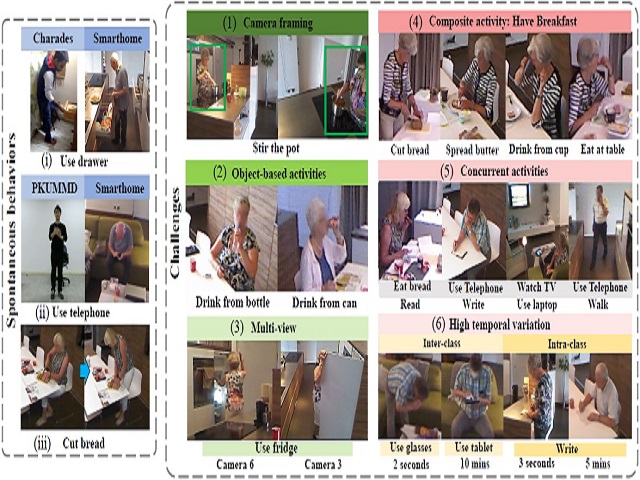 Spontaneous behaviors
Charades Smarthome
(i) Use drawer
PKUMMD Smarthome
(ii) Use telephone
(iii) Cut bread
Challenges
(1) Camera framing
Stir the pot
(2) Object-based activities
Drink from bottle Drink from can
(3) Multi-view
Use fridge
Camera 6 Camera 3
(4) Composite activity: Have Breakfast
Cut bread Spread butter Drink from cup Eat at table
(5) Concurrent activities
Eat bread Use Telephone Watch TV Use Telephone
Read Write Use laptop Walk
(6) High temporal variation
Inter-class Intra-class
Use glasses Use tablet Write
2 seconds 10 mins 3 seconds 5 mins